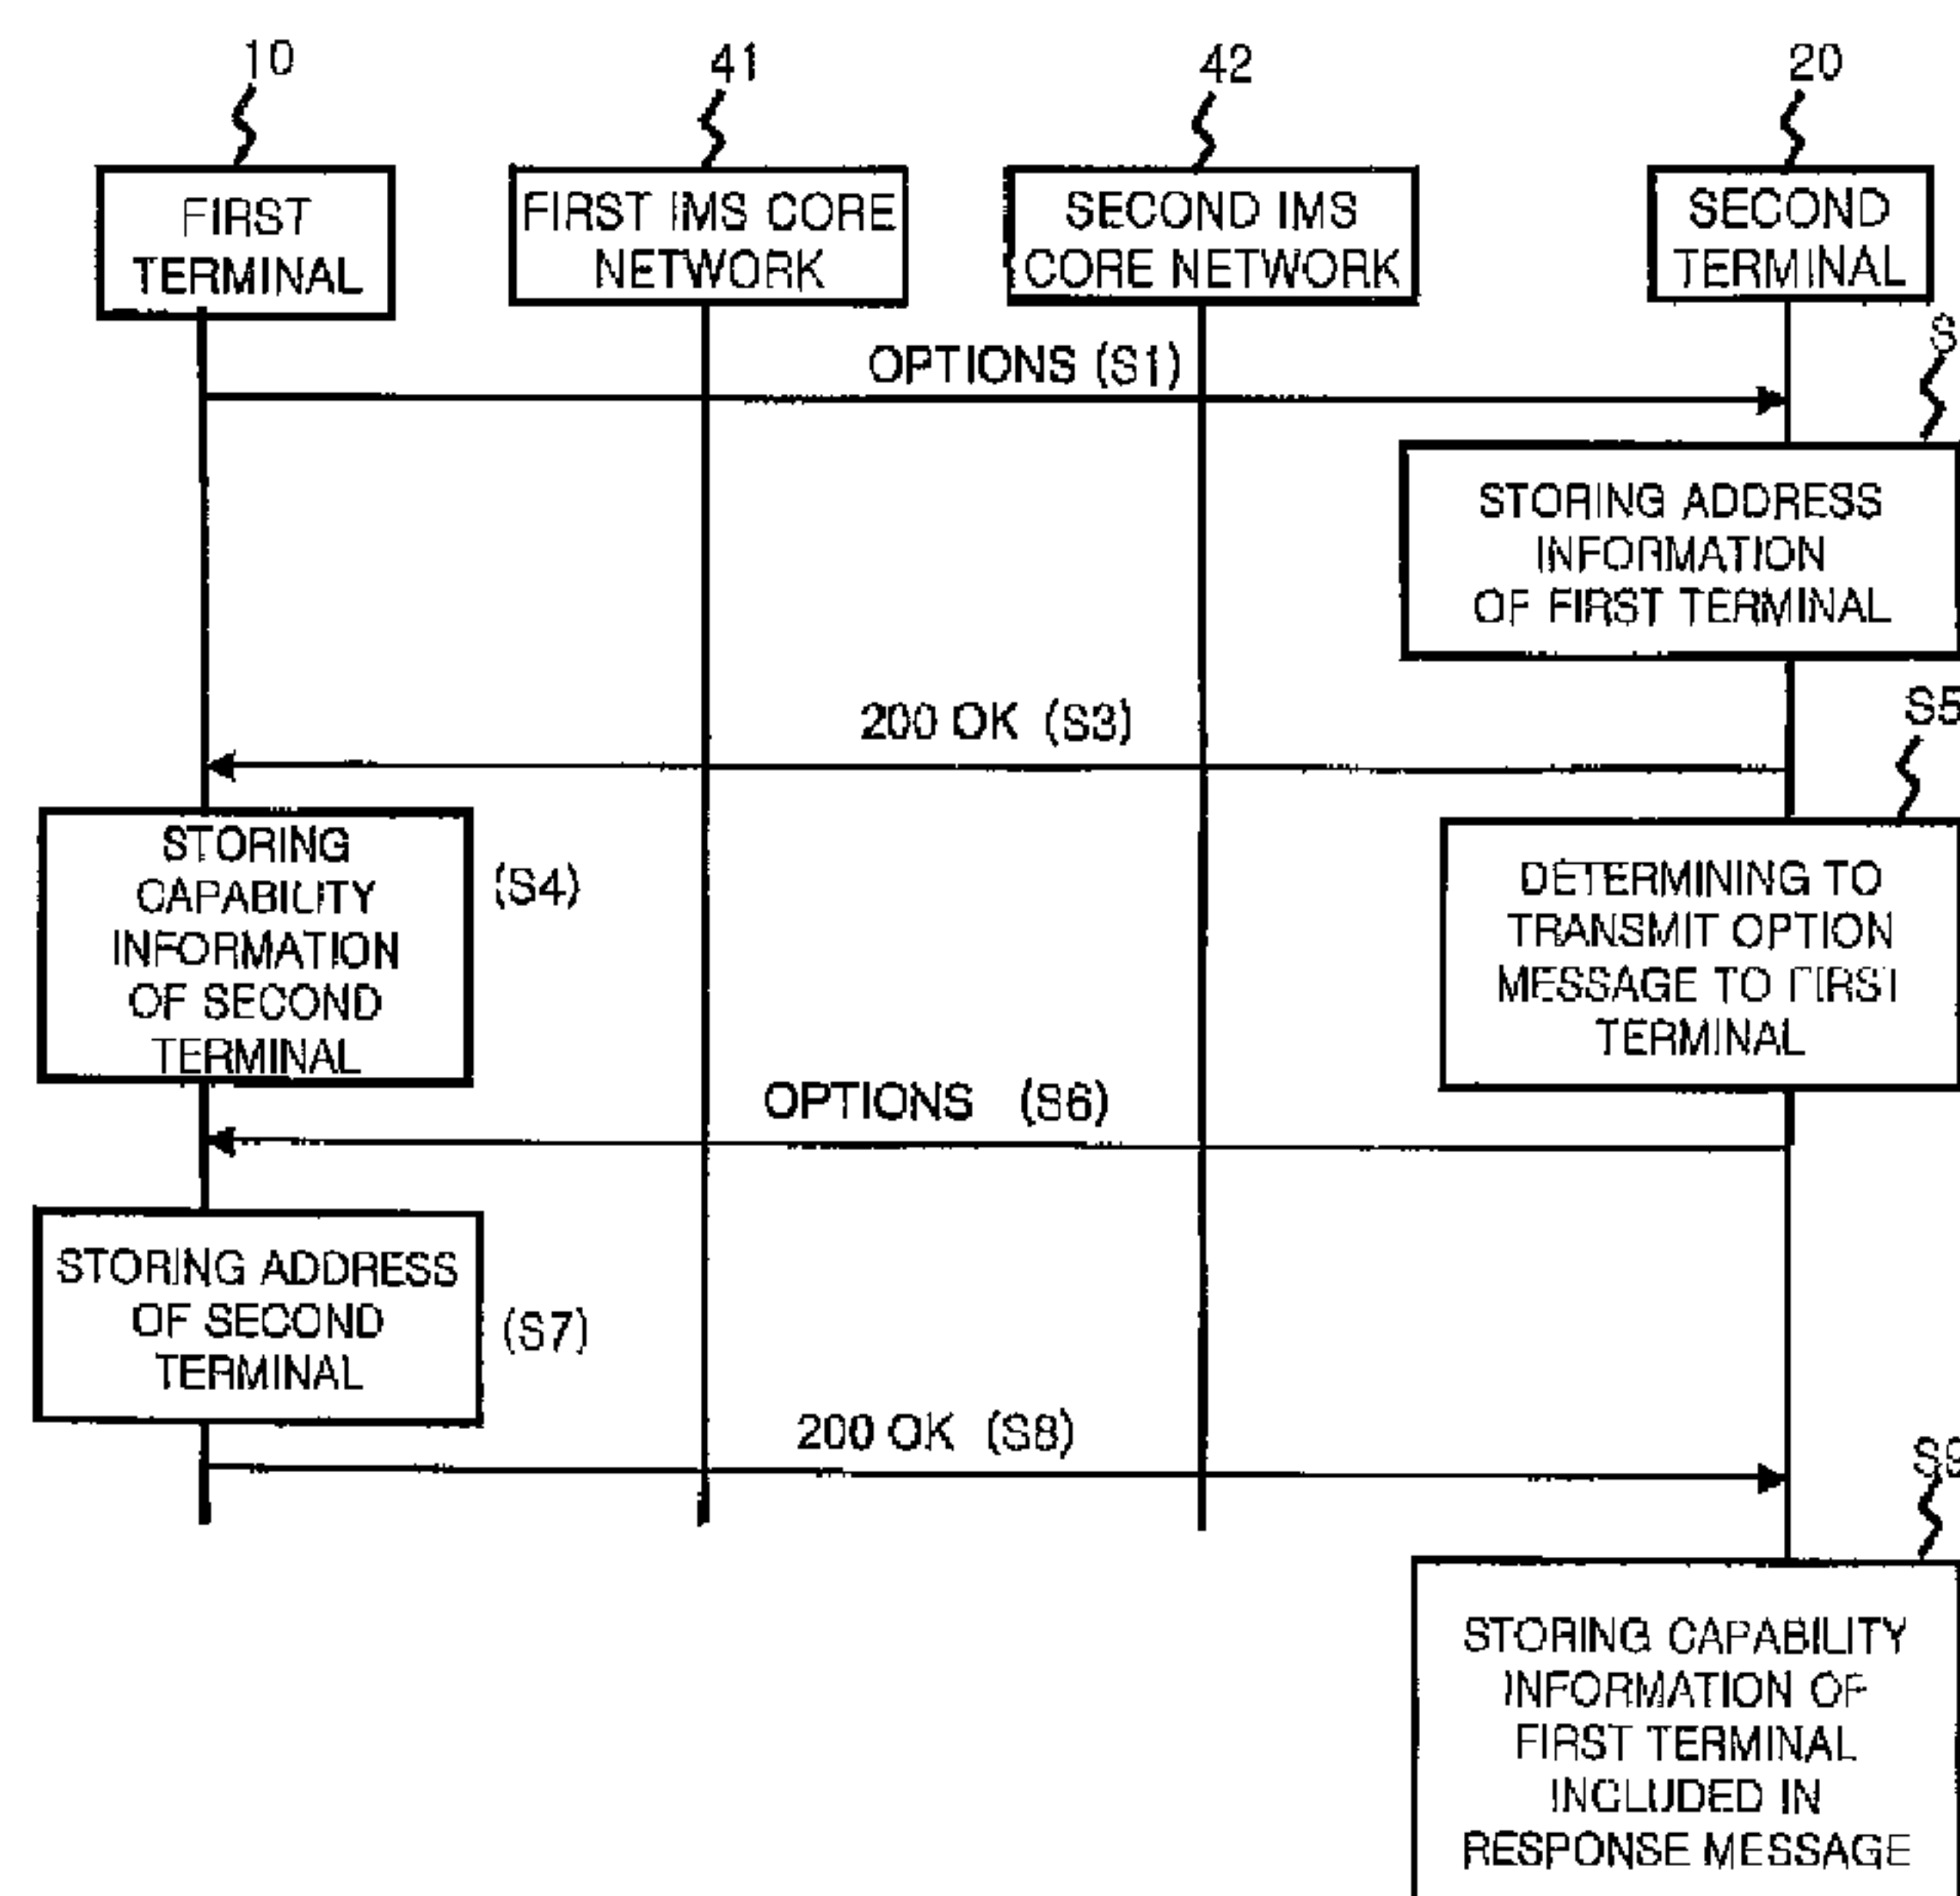 10
41
42
20
FIRST
TERMINAL
FIRST IMS CORE
NETWORK
SECOND IMS
CORE NETWORK
SECOND
TERMINAL
OPTIONS (S1)
S
STORING ADDRESS
INFORMATION
OF FIRST TERMINAL
200 OK (S3)
S5
STORING
CAPABILITY
INFORMATION
OF SECOND
TERMINAL
(S4)
DETERMINING TO
TRANSMIT OPTION
MESSAGE TO FIRST
TERMINAL
OPTIONS (S6)
STORING ADDRESS
OF SECOND
TERMINAL
(S7)
200 OK (S8)
S9
STORING CAPABILITY
INFORMATION OF
FIRST TERMINAL
INCLUDED IN
RESPONSE MESSAGE